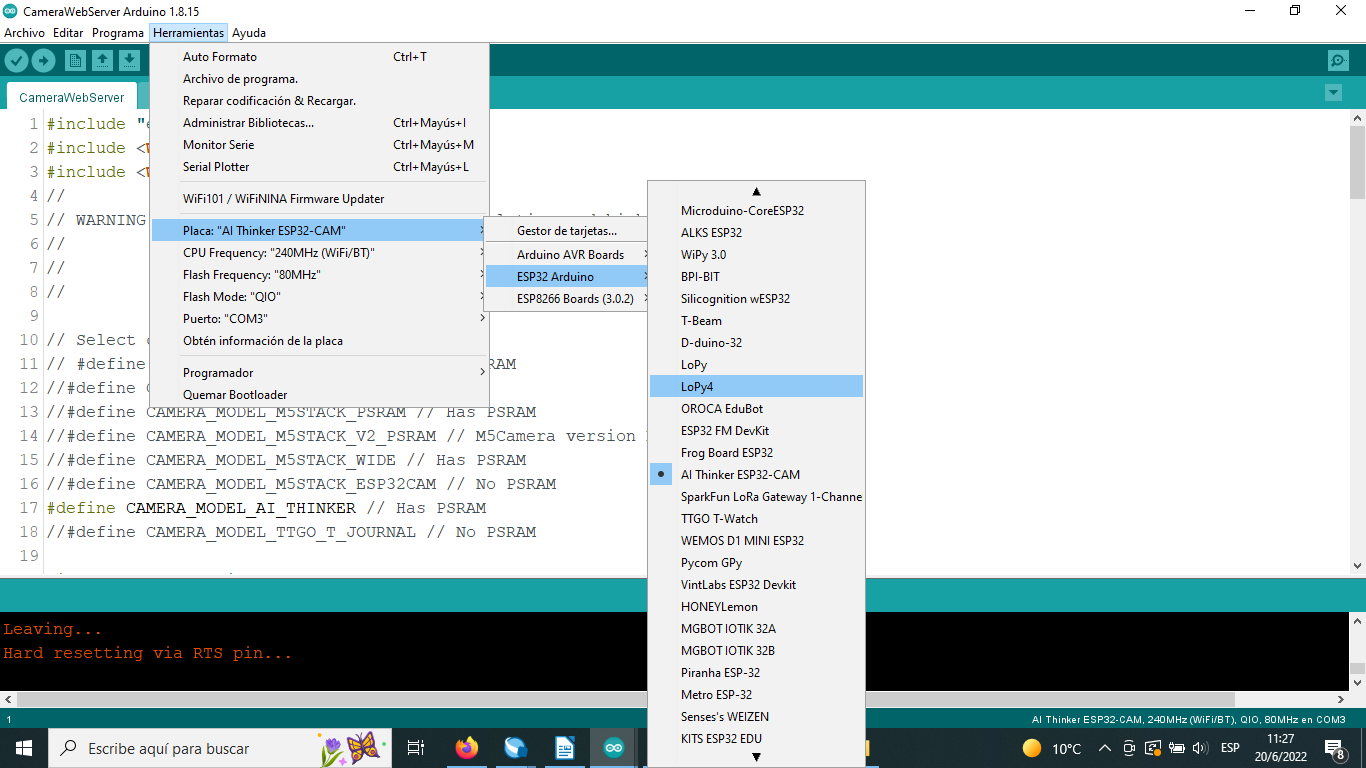 CameraWebServer Arduino 1.8.15
Archivo Editar Programa Herramientas Ayuda
CameraWebServer
Auto Formato Ctrl+T
Archivo de programa.
Reparar codificación & Recargar.
Administrar Bibliotecas... Ctrl+Mayús+I
Monitor Serie Ctrl+Mayús+M
Serial Plotter Ctrl+Mayús+L
WiFi101 / WiFiNINA Firmware Updater
Placa: "AI Thinker ESP32-CAM"
CPU Frequency: "240MHz (WiFi/BT)"
Flash Frequency: "80MHz"
Flash Mode: "QIO"
Puerto: "COM3"
Obtén información de la placa
Programador
Quemar Bootloader
Gestor de tarjetas...
Arduino AVR Boards
ESP32 Arduino
ESP8266 Boards (3.0.2)
Microduino-CoreESP32
ALKS ESP32
WiPy 3.0
BPI-BIT
Silicognition wESP32
T-Beam
D-duino-32
LoPy
LoPy4
OROCA EduBot
ESP32 FM DevKit
Frog Board ESP32
AI Thinker ESP32-CAM
SparkFun LoRa Gateway 1-Channe
TTGO T-Watch
WEMOS D1 MINI ESP32
Pycom GPy
VintLabs ESP32 Devkit
HONEYLemon
MGBOT IOTIK 32A
MGBOT IOTIK 32B
Piranha ESP-32
Metro ESP-32
Senses's WEIZEN
KITS ESP32 EDU
1 #include "e
2 #include <W
3 #include <W
4 //
5 // WARNING
6 //
7 //
8 //
9
10 // Select
11 // #define PSRAM
12 //#define
13 //#define CAMERA_MODEL_M5STACK_PSRAM // Has PSRAM
14 //#define CAMERA_MODEL_M5STACK_V2_PSRAM // M5Camera version
15 //#define CAMERA_MODEL_M5STACK_WIDE // Has PSRAM
16 //#define CAMERA_MODEL_M5STACK_ESP32CAM // No PSRAM
17 #define CAMERA_MODEL_AI_THINKER // Has PSRAM
18 //#define CAMERA_MODEL_TTGO_T_JOURNAL // No PSRAM
19
Leaving...
Hard resetting via RTS pin...
1 AI Thinker ESP32-CAM, 240MHz (WiFi/BT), QIO, 80MHz en COM3
Escribe aquí para buscar
10°C
ESP
11:27
20/6/2022
8